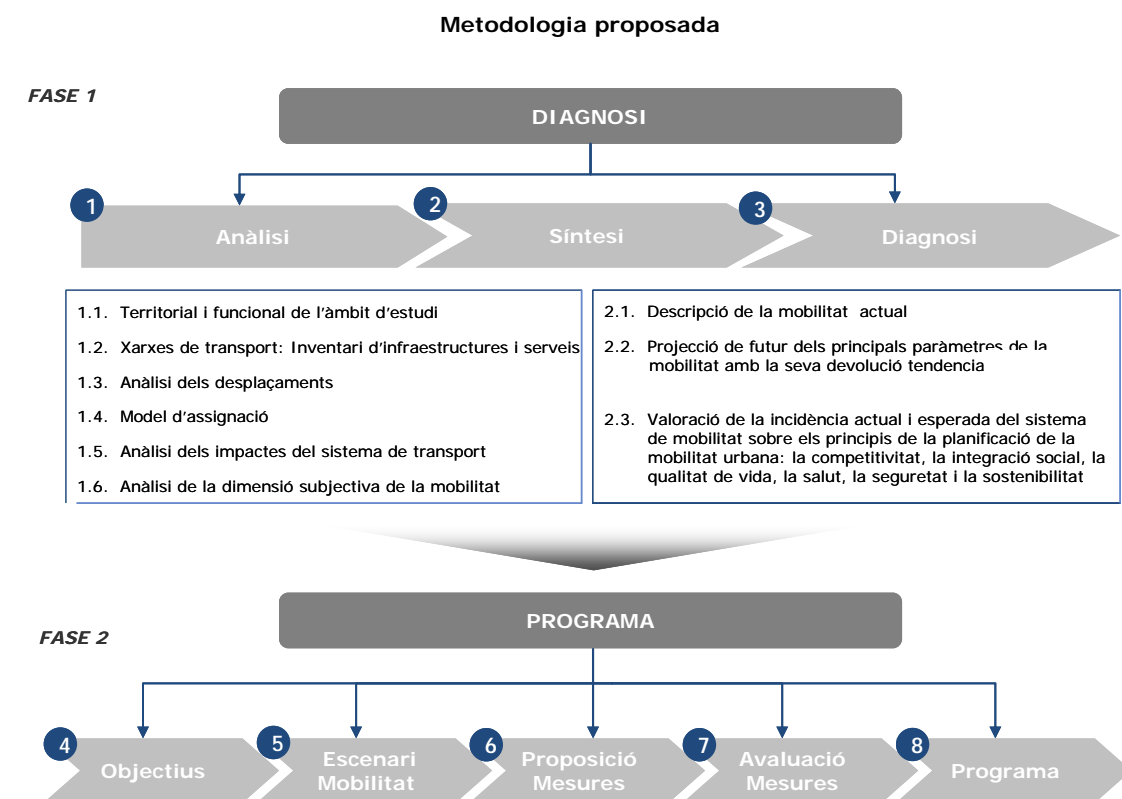 Metodologia proposada
FASE 1
DIAGNOSI
1
Anàlisi
2
Síntesi
3
Diagnosi
1.1. Territorial i funcional de l'àmbit d'estudi
1.2. Xarxes de transport: Inventari d'infraestructures i serveis
1.3. Anàlisi dels desplaçaments
1.4. Model d'assignació
1.5. Anàlisi dels impactes del sistema de transport
1.6. Anàlisi de la dimensió subjectiva de la mobilitat
2.1. Descripció de la mobilitat actual
2.2. Projecció de futur dels principals paràmetres de la
mobilitat amb la seva devolució tendencia
2.3. Valoració de la incidència actual i esperada del sistema
de mobilitat sobre els principis de la planificació de la
mobilitat urbana: la competitivitat, la integració social, la
qualitat de vida, la salut, la seguretat i la sostenibilitat
PROGRAMA
FASE 2
4
Objectius
5
Escenari
Mobilitat
6
Proposició
Mesures
7
Avaluació
Mesures
8
Programa